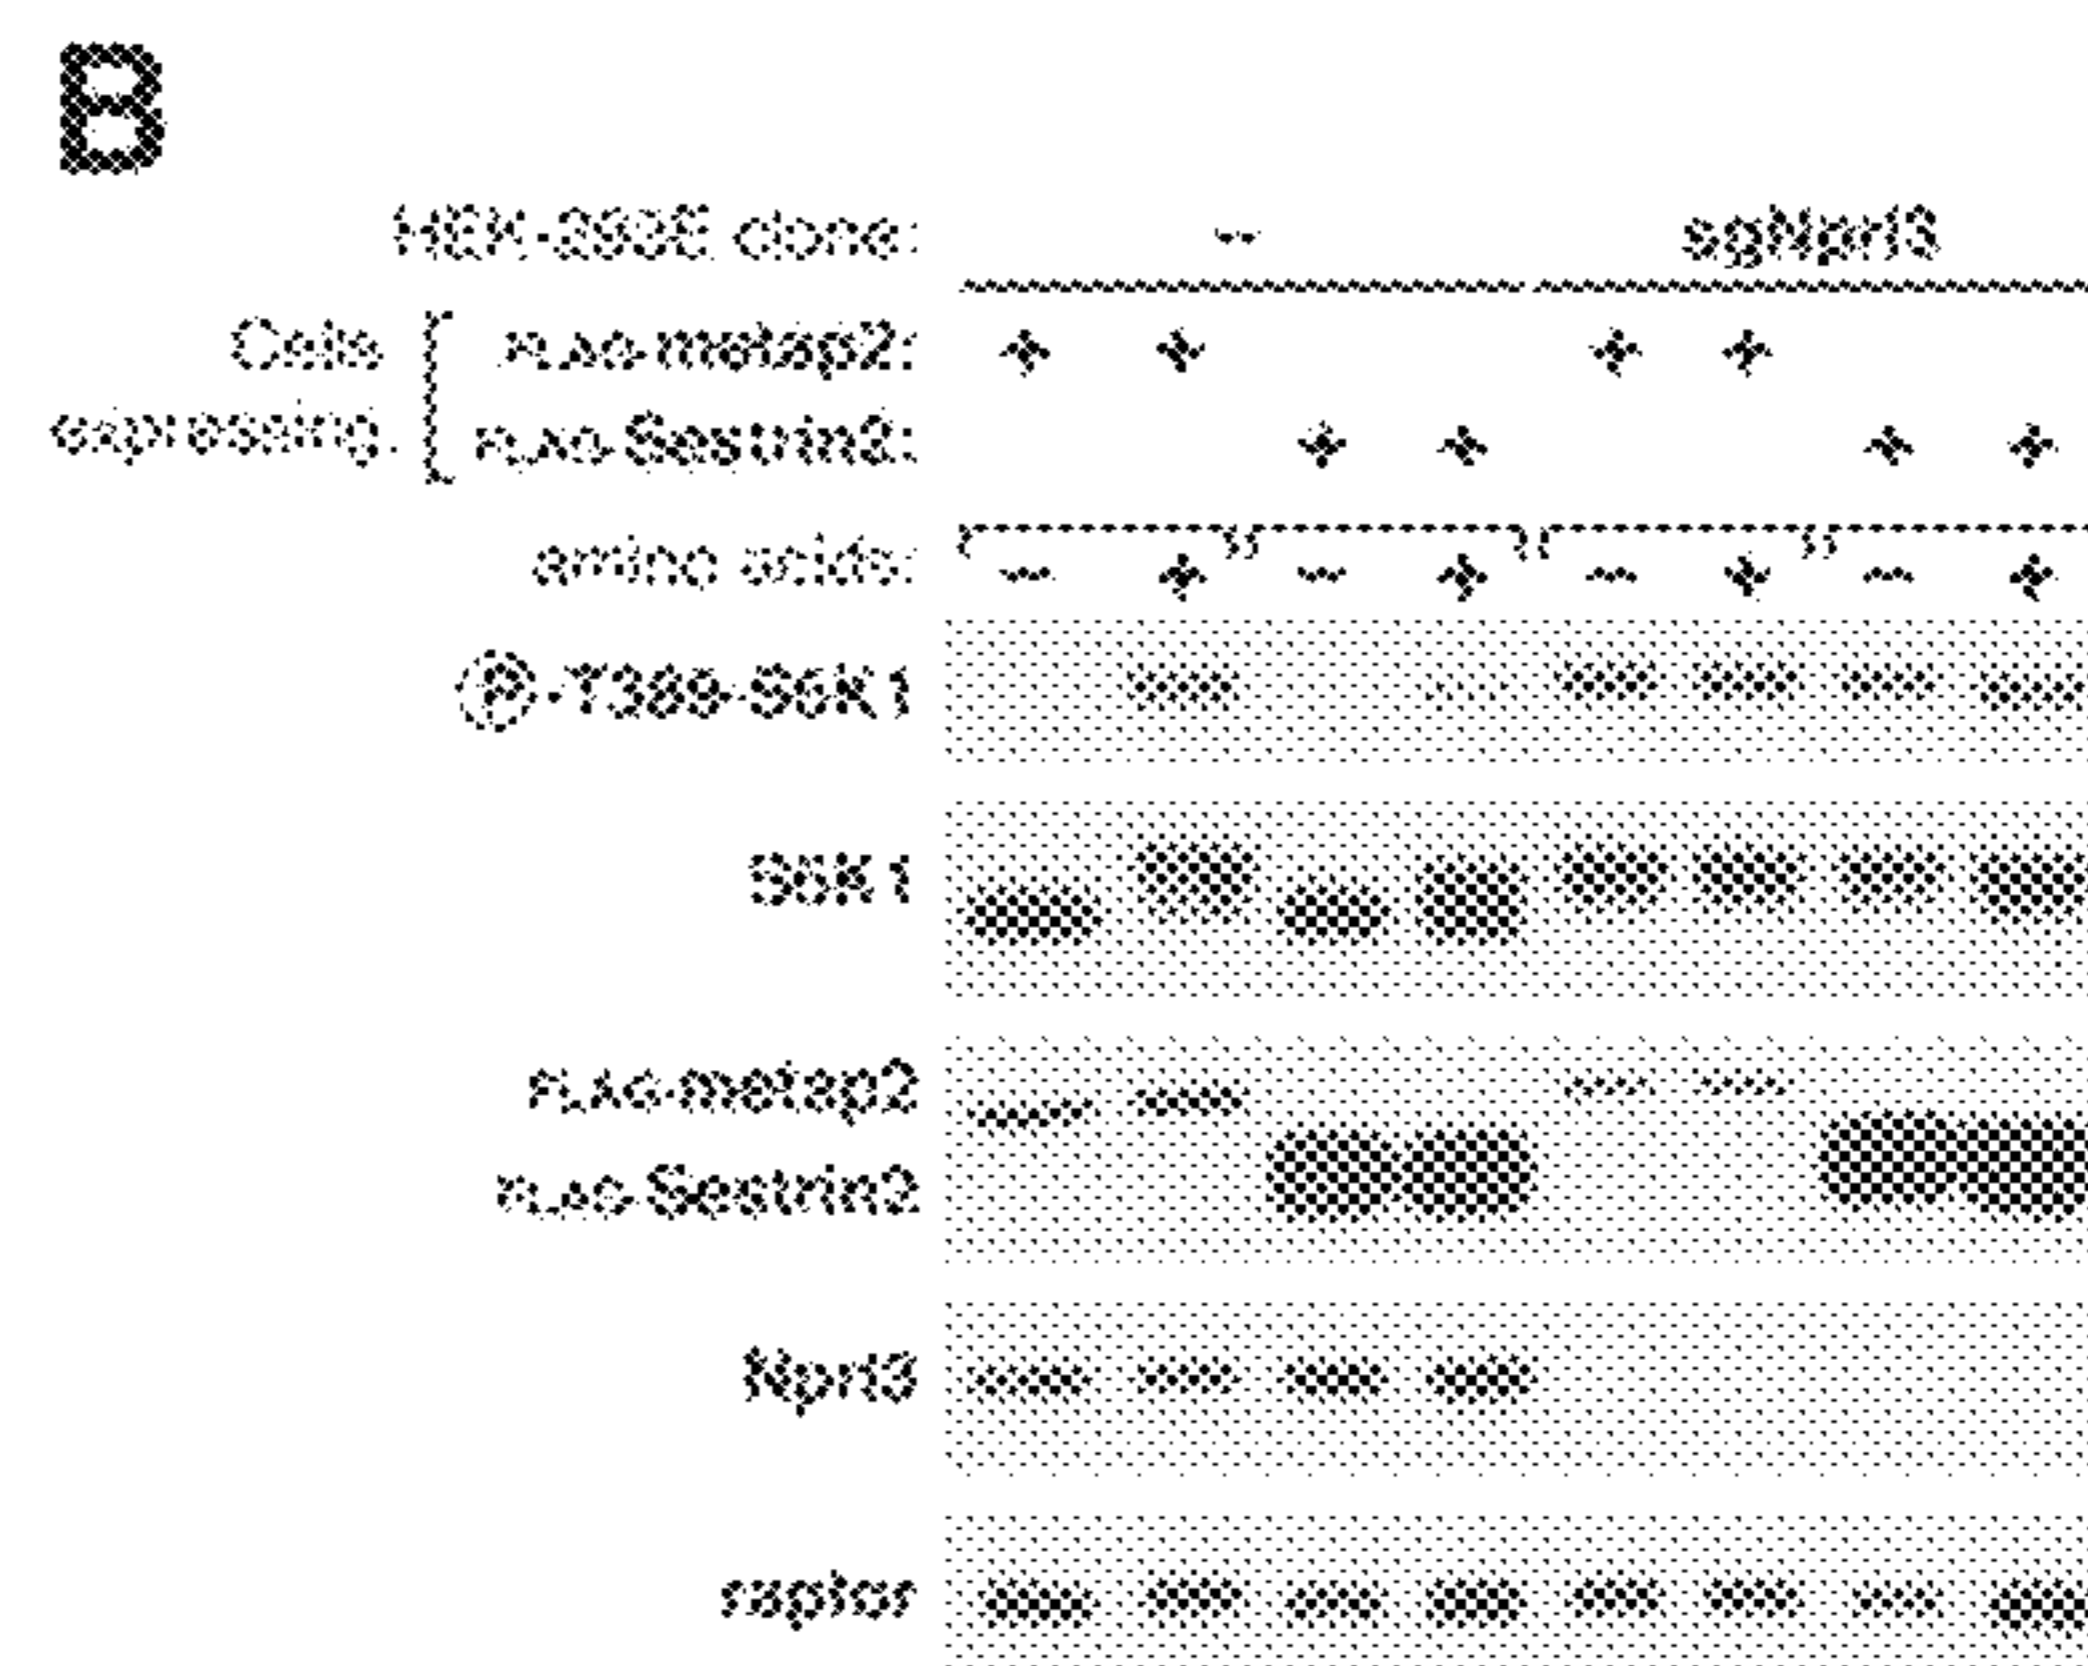 B
HEK-293E clone: - sgNprl3
Cells expressing:
FLAG-metap2: + + + +
FLAG-Sestrin2: + + + +
amino acids: - + - + - + - +
P-T389-S6K1
S6K1
FLAG-metap2
FLAG-Sestrin2
Nprl3
raptor